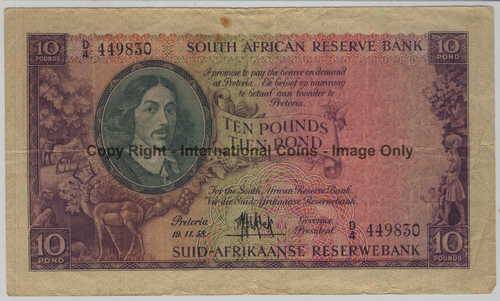 10 POUNDS
D/4 449830
SOUTH AFRICAN RESERVE BANK
10 POND
I promise to pay the bearer on demand
at Pretoria. Ek beloof op aanvraag
te betaal aan toonder te
Pretoria.
TEN POUNDS
Copy Right - International Coins - Image Only
TIEN POND
For the South African Reserve Bank.
Vir die Suid-Afrikaanse Reserwebank.
Pretoria
19.11.58.
Governor
President.
D/4 449830
10 POND
SUID-AFRIKAANSE RESERWEBANK
10 POUNDS